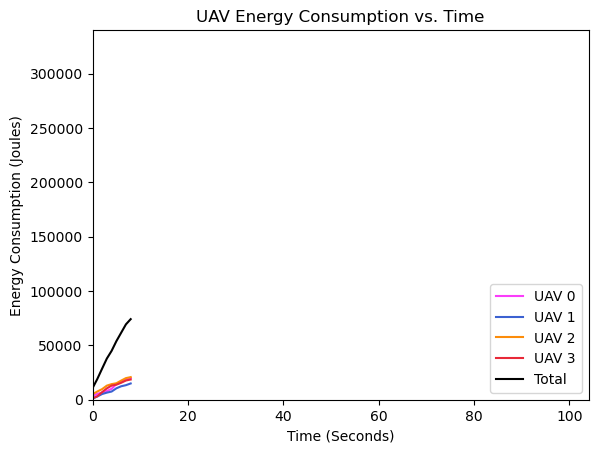 UAV Energy Consumption vs. Time
Energy Consumption (Joules)
300000
250000
200000
150000
100000
50000
0
0 20 40 60 80 100
Time (Seconds)
UAV 0
UAV 1
UAV 2
UAV 3
Total